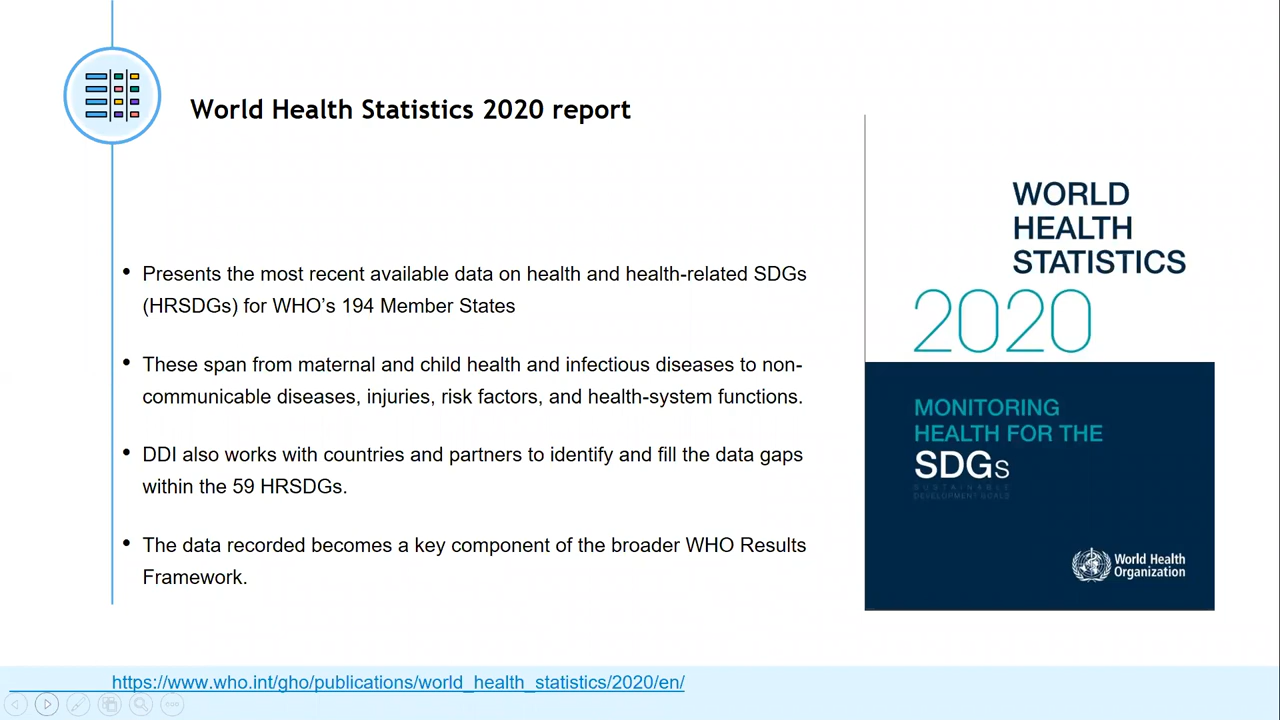 World Health Statistics 2020 report
• Presents the most recent available data on health and health-related SDGs
(HRSDGs) for WHO’s 194 Member States
• These span from maternal and child health and infectious diseases to non-
communicable diseases, injuries, risk factors, and health-system functions.
• DDI also works with countries and partners to identify and fill the data gaps
within the 59 HRSDGs.
• The data recorded becomes a key component of the broader WHO Results
Framework.
WORLD
HEALTH
STATISTICS
2020
MONITORING
HEALTH FOR THE
SDGs
SUSTAINABLE
DEVELOPMENT GOALS
World Health
Organization
https://www.who.int/gho/publications/world_health_statistics/2020/en/